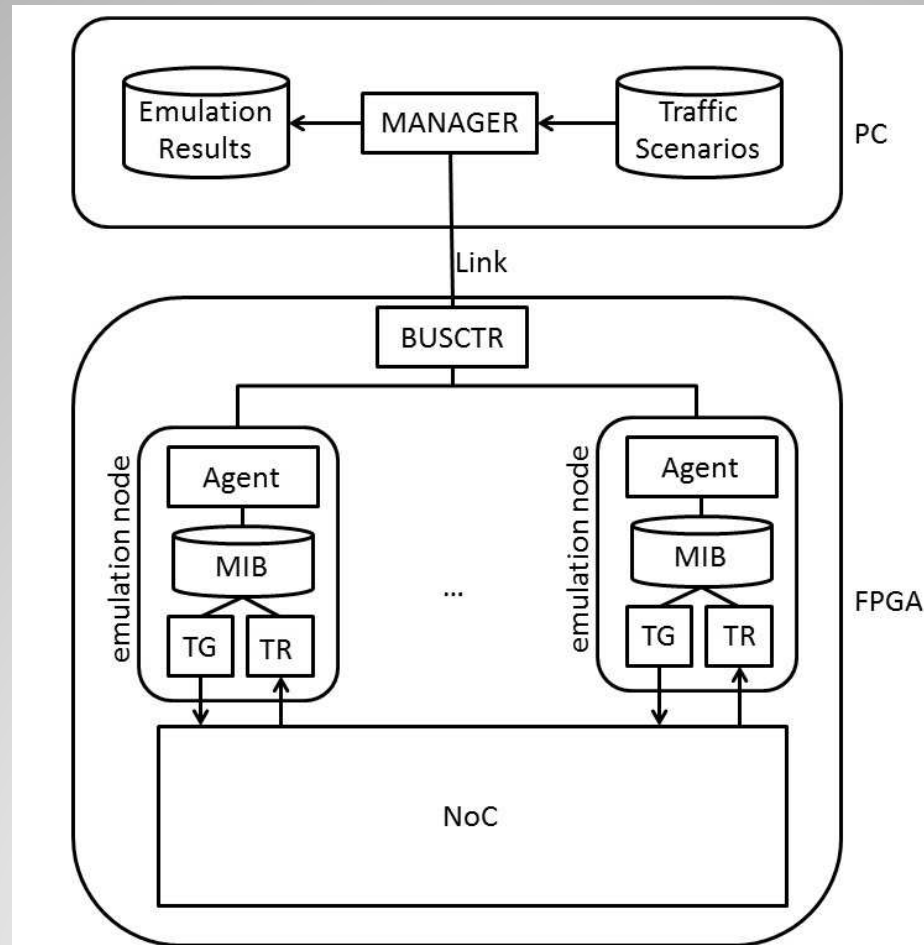 Emulation
Results
MANAGER
Traffic
Scenarios
PC
Link
BUSCTR
emulation node
Agent
MIB
TG
TR
...
emulation node
Agent
MIB
TG
TR
FPGA
NoC